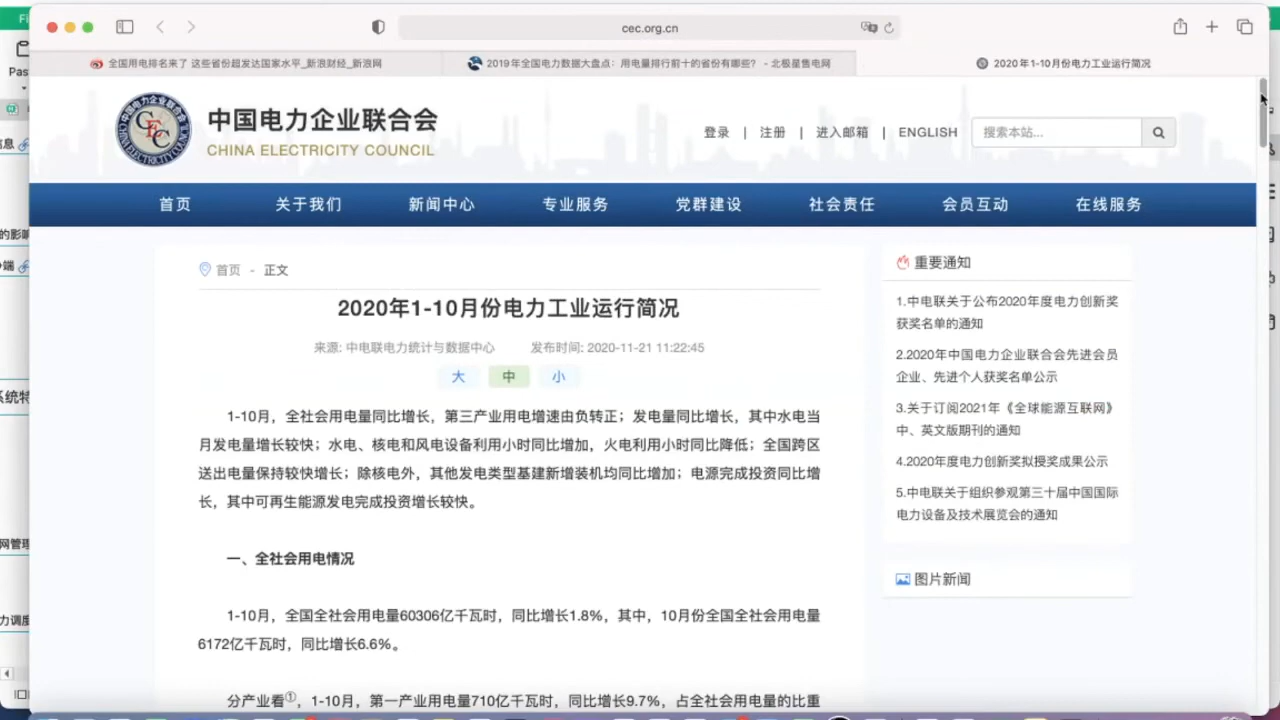 cec.org.cn
全国用电排名来了 这些省份超发达国家水平_新浪财经_新浪网
2019年全国电力数据大盘点：用电量排行前十的省份有哪些？ - 北极星售电网
2020年1-10月份电力工业运行简况
中国电力企业联合会
CHINA ELECTRICITY COUNCIL
登录 | 注册 | 进入邮箱 | ENGLISH 搜索本站...
首页 关于我们 新闻中心 专业服务 党群建设 社会责任 会员互动 在线服务
首页 - 正文
2020年1-10月份电力工业运行简况
来源: 中电联电力统计与数据中心 发布时间: 2020-11-21 11:22:45
大 中 小
1-10月，全社会用电量同比增长，第三产业用电增速由负转正；发电量同比增长，其中水电当
月发电量增长较快；水电、核电和风电设备利用小时同比增加，火电利用小时同比降低；全国跨区
送出电量保持较快增长；除核电外，其他发电类型基建新增装机均同比增加；电源完成投资同比增
长，其中可再生能源发电完成投资增长较快。
一、全社会用电情况
1-10月，全国全社会用电量60306亿千瓦时，同比增长1.8%，其中，10月份全国全社会用电量
6172亿千瓦时，同比增长6.6%。
分产业看①，1-10月，第一产业用电量710亿千瓦时，同比增长9.7%，占全社会用电量的比重
重要通知
1.中电联关于公布2020年度电力创新奖
获奖名单的通知
2.2020年中国电力企业联合会先进会员
企业、先进个人获奖名单公示
3.关于订阅2021年《全球能源互联网》
中、英文版期刊的通知
4.2020年度电力创新奖拟授奖成果公示
5.中电联关于组织参观第三十届中国国际
电力设备及技术展览会的通知
图片新闻
Fi
Pas
息
的影响
端
系统特
网管理
力调度